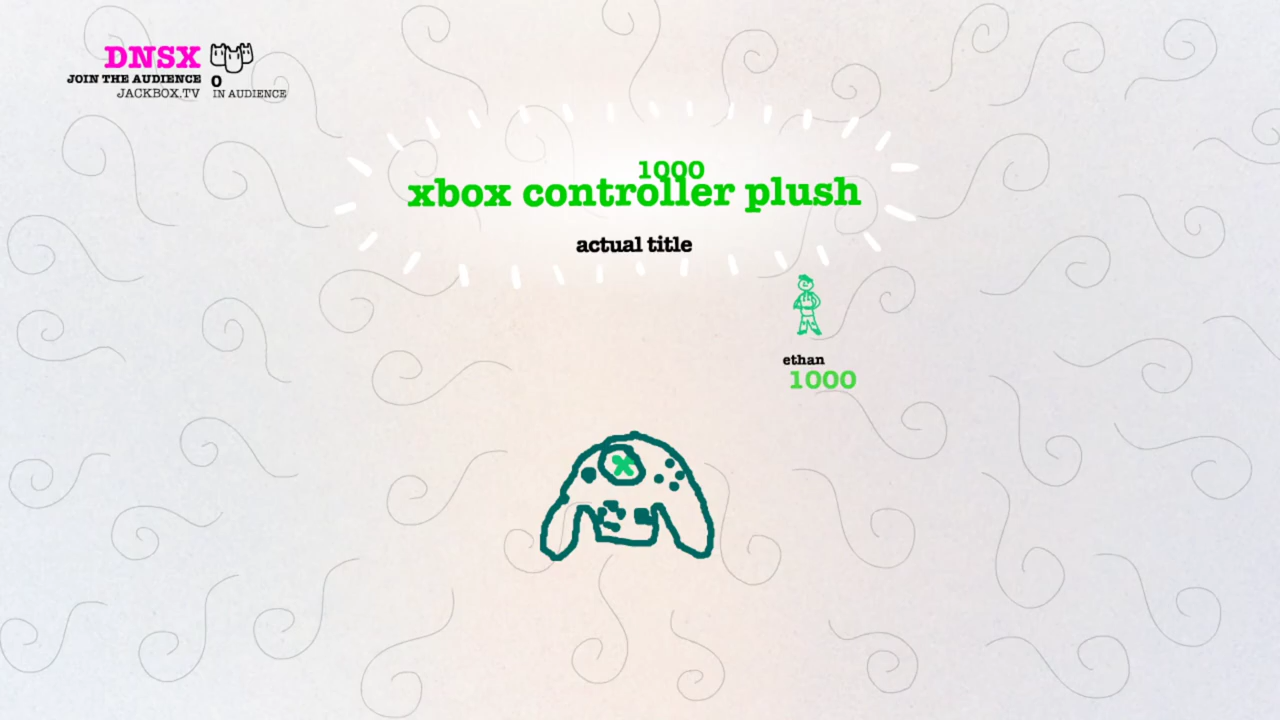 DNSX
JOIN THE AUDIENCE
JACKBOX.TV
0
IN AUDIENCE
1000
xbox controller plush
actual title
ethan
1000
X